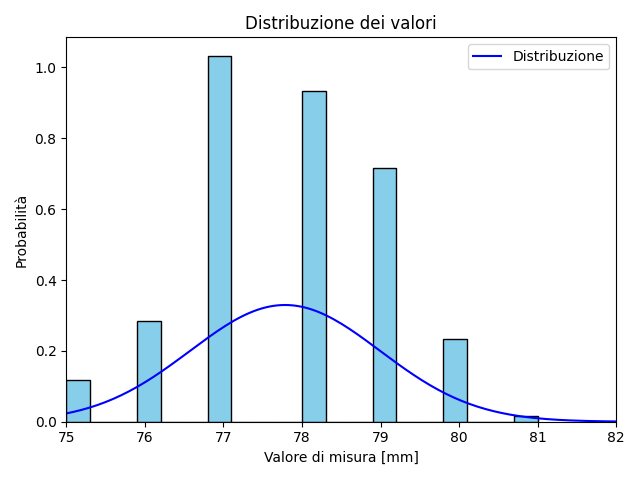 Distribuzione dei valori
Distribuzione
1.0
0.8
0.6
0.4
0.2
0.0
Probabilità
75 76 77 78 79 80 81 82
Valore di misura [mm]